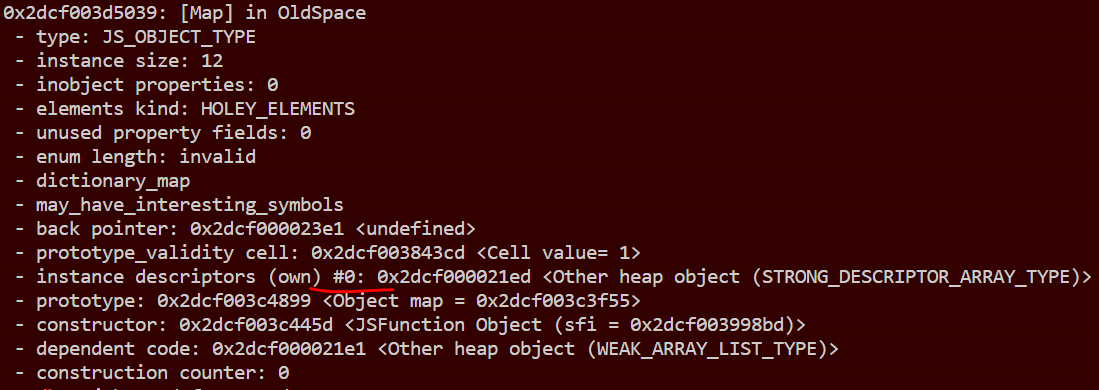 0x2dcf003d5039: [Map] in OldSpace
- type: JS_OBJECT_TYPE
- instance size: 12
- inobject properties: 0
- elements kind: HOLEY_ELEMENTS
- unused property fields: 0
- enum length: invalid
- dictionary_map
- may_have_interesting_symbols
- back pointer: 0x2dcf000023e1 <undefined>
- prototype_validity cell: 0x2dcf003843cd <Cell value= 1>
- instance descriptors (own) #0: 0x2dcf000021ed <Other heap object (STRONG_DESCRIPTOR_ARRAY_TYPE)>
- prototype: 0x2dcf003c4899 <Object map = 0x2dcf003c3f55>
- constructor: 0x2dcf003c445d <JSFunction Object (sfi = 0x2dcf003998bd)>
- dependent code: 0x2dcf000021e1 <Other heap object (WEAK_ARRAY_LIST_TYPE)>
- construction counter: 0